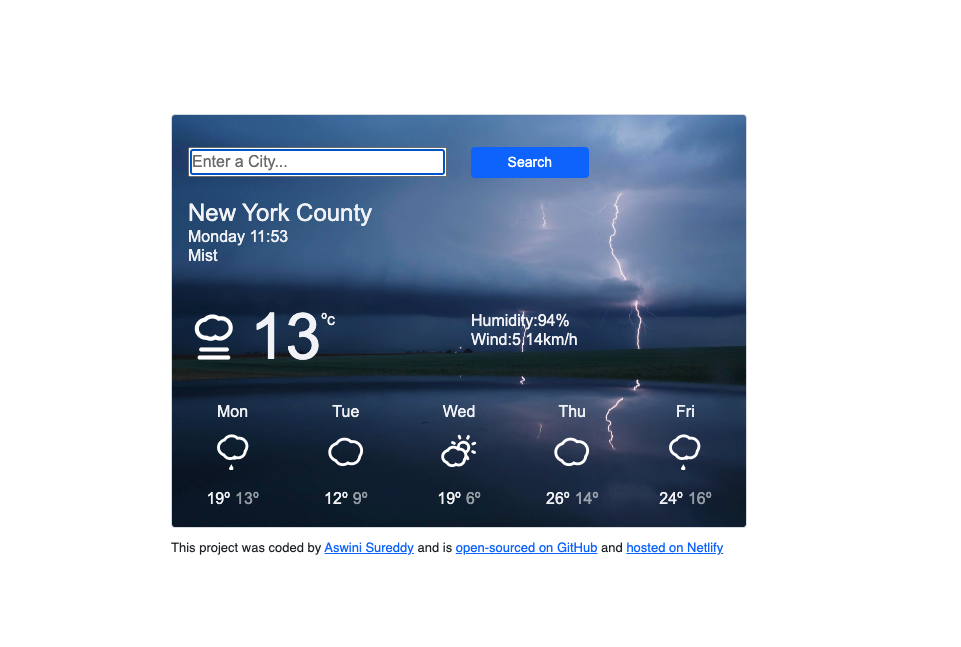 Enter a City...
Search
New York County
Monday 11:53
Mist
13 ºc
Humidity:94%
Wind:5.14km/h
Mon Tue Wed Thu Fri
19º 13º 12º 9º 19º 6º 26º 14º 24º 16º
This project was coded by Aswini Sureddy and is open-sourced on GitHub and hosted on Netlify